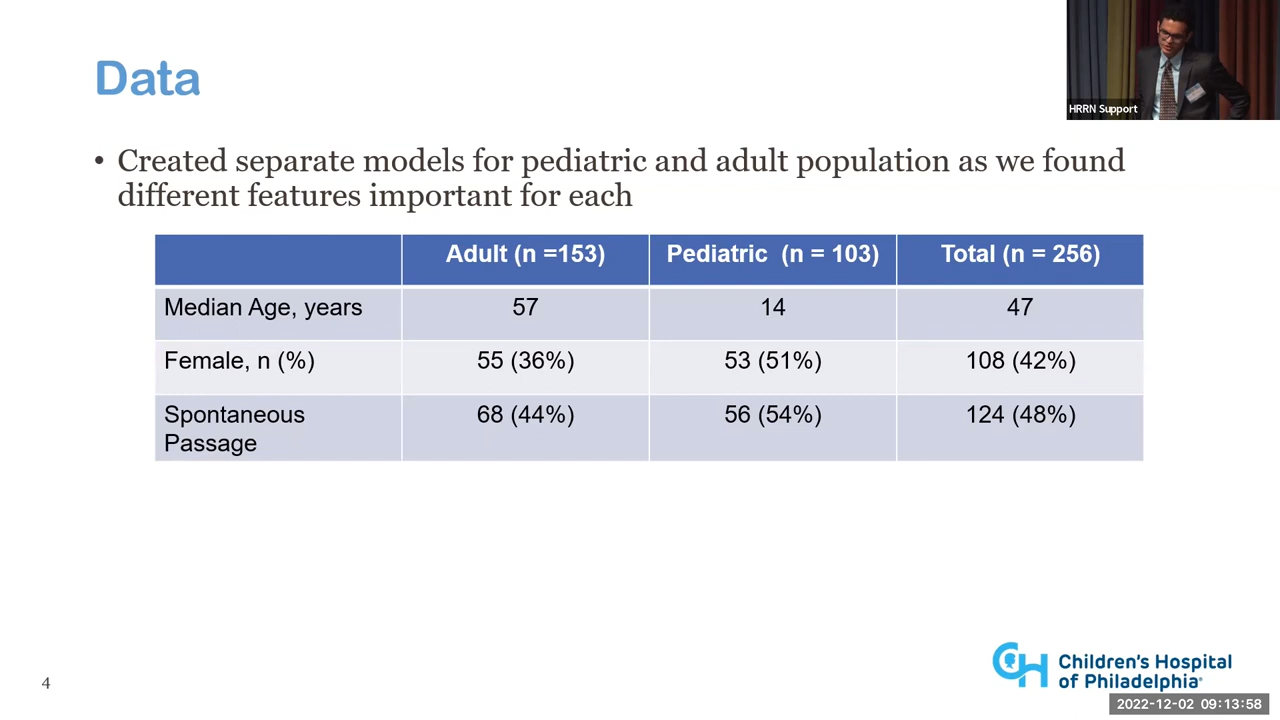 HRRN Support
Data
• Created separate models for pediatric and adult population as we found
different features important for each
Adult (n =153) Pediatric (n = 103) Total (n = 256)
Median Age, years 57 14 47
Female, n (%) 55 (36%) 53 (51%) 108 (42%)
Spontaneous Passage 68 (44%) 56 (54%) 124 (48%)
4
CH Children's Hospital
of Philadelphia
2022-12-02 09:13:58